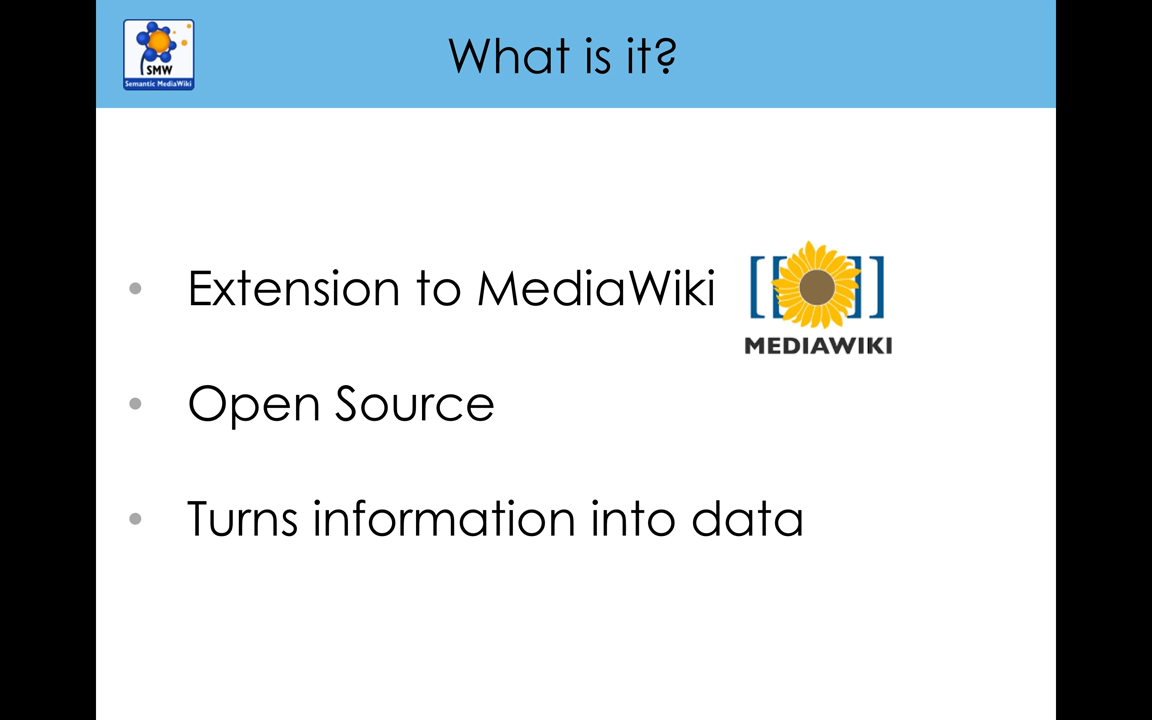 SMW
Semantic MediaWiki
What is it?
• Extension to MediaWiki
[[ ]]
MEDIAWIKI
• Open Source
• Turns information into data